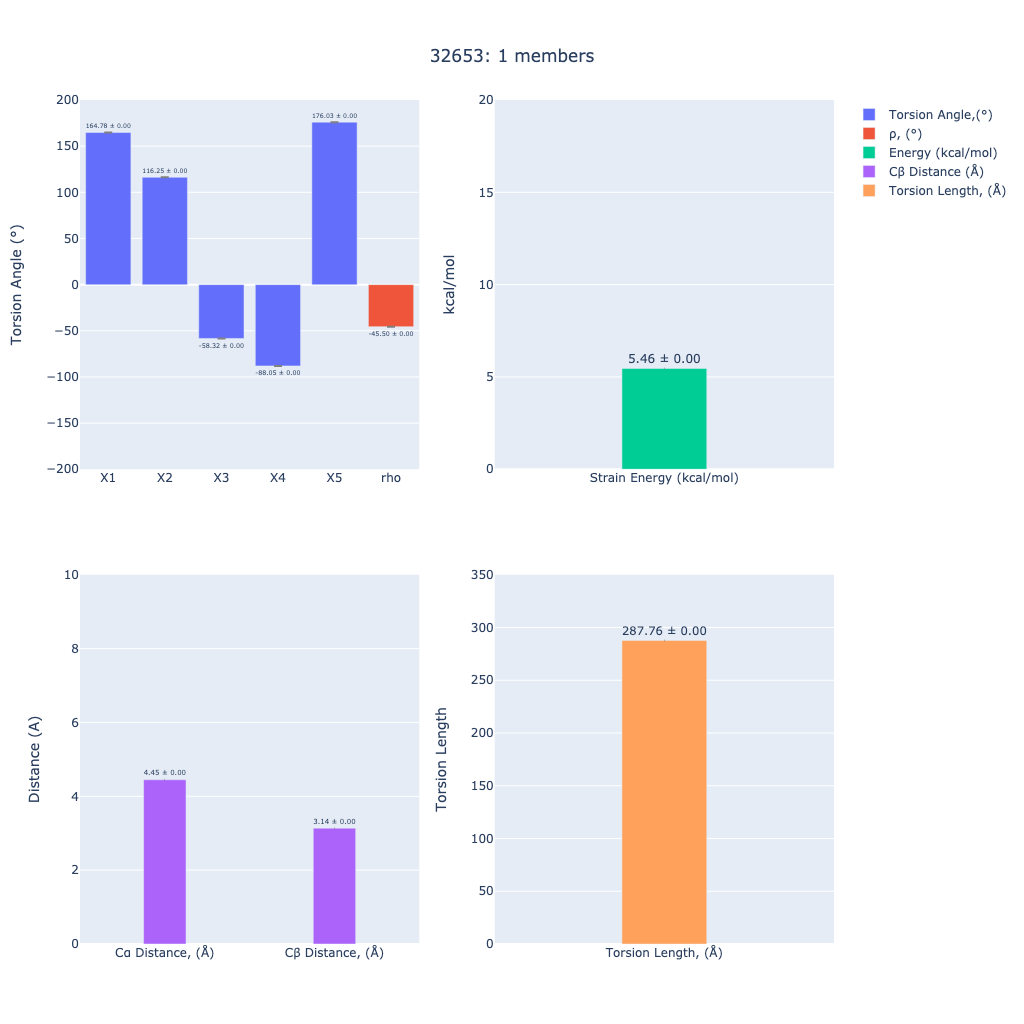 32653: 1 members
Torsion Angle (°)
200
150
100
50
0
−50
−100
−150
−200
164.78 ± 0.00
116.25 ± 0.00
-58.32 ± 0.00
-88.05 ± 0.00
176.03 ± 0.00
-45.50 ± 0.00
X1 X2 X3 X4 X5 rho
kcal/mol
20
15
10
5
0
5.46 ± 0.00
Strain Energy (kcal/mol)
Torsion Angle,(°)
ρ, (°)
Energy (kcal/mol)
Cβ Distance (Å)
Torsion Length, (Å)
Distance (A)
10
8
6
4
2
0
4.45 ± 0.00
3.14 ± 0.00
Cα Distance, (Å) Cβ Distance, (Å)
Torsion Length
350
300
250
200
150
100
50
0
287.76 ± 0.00
Torsion Length, (Å)